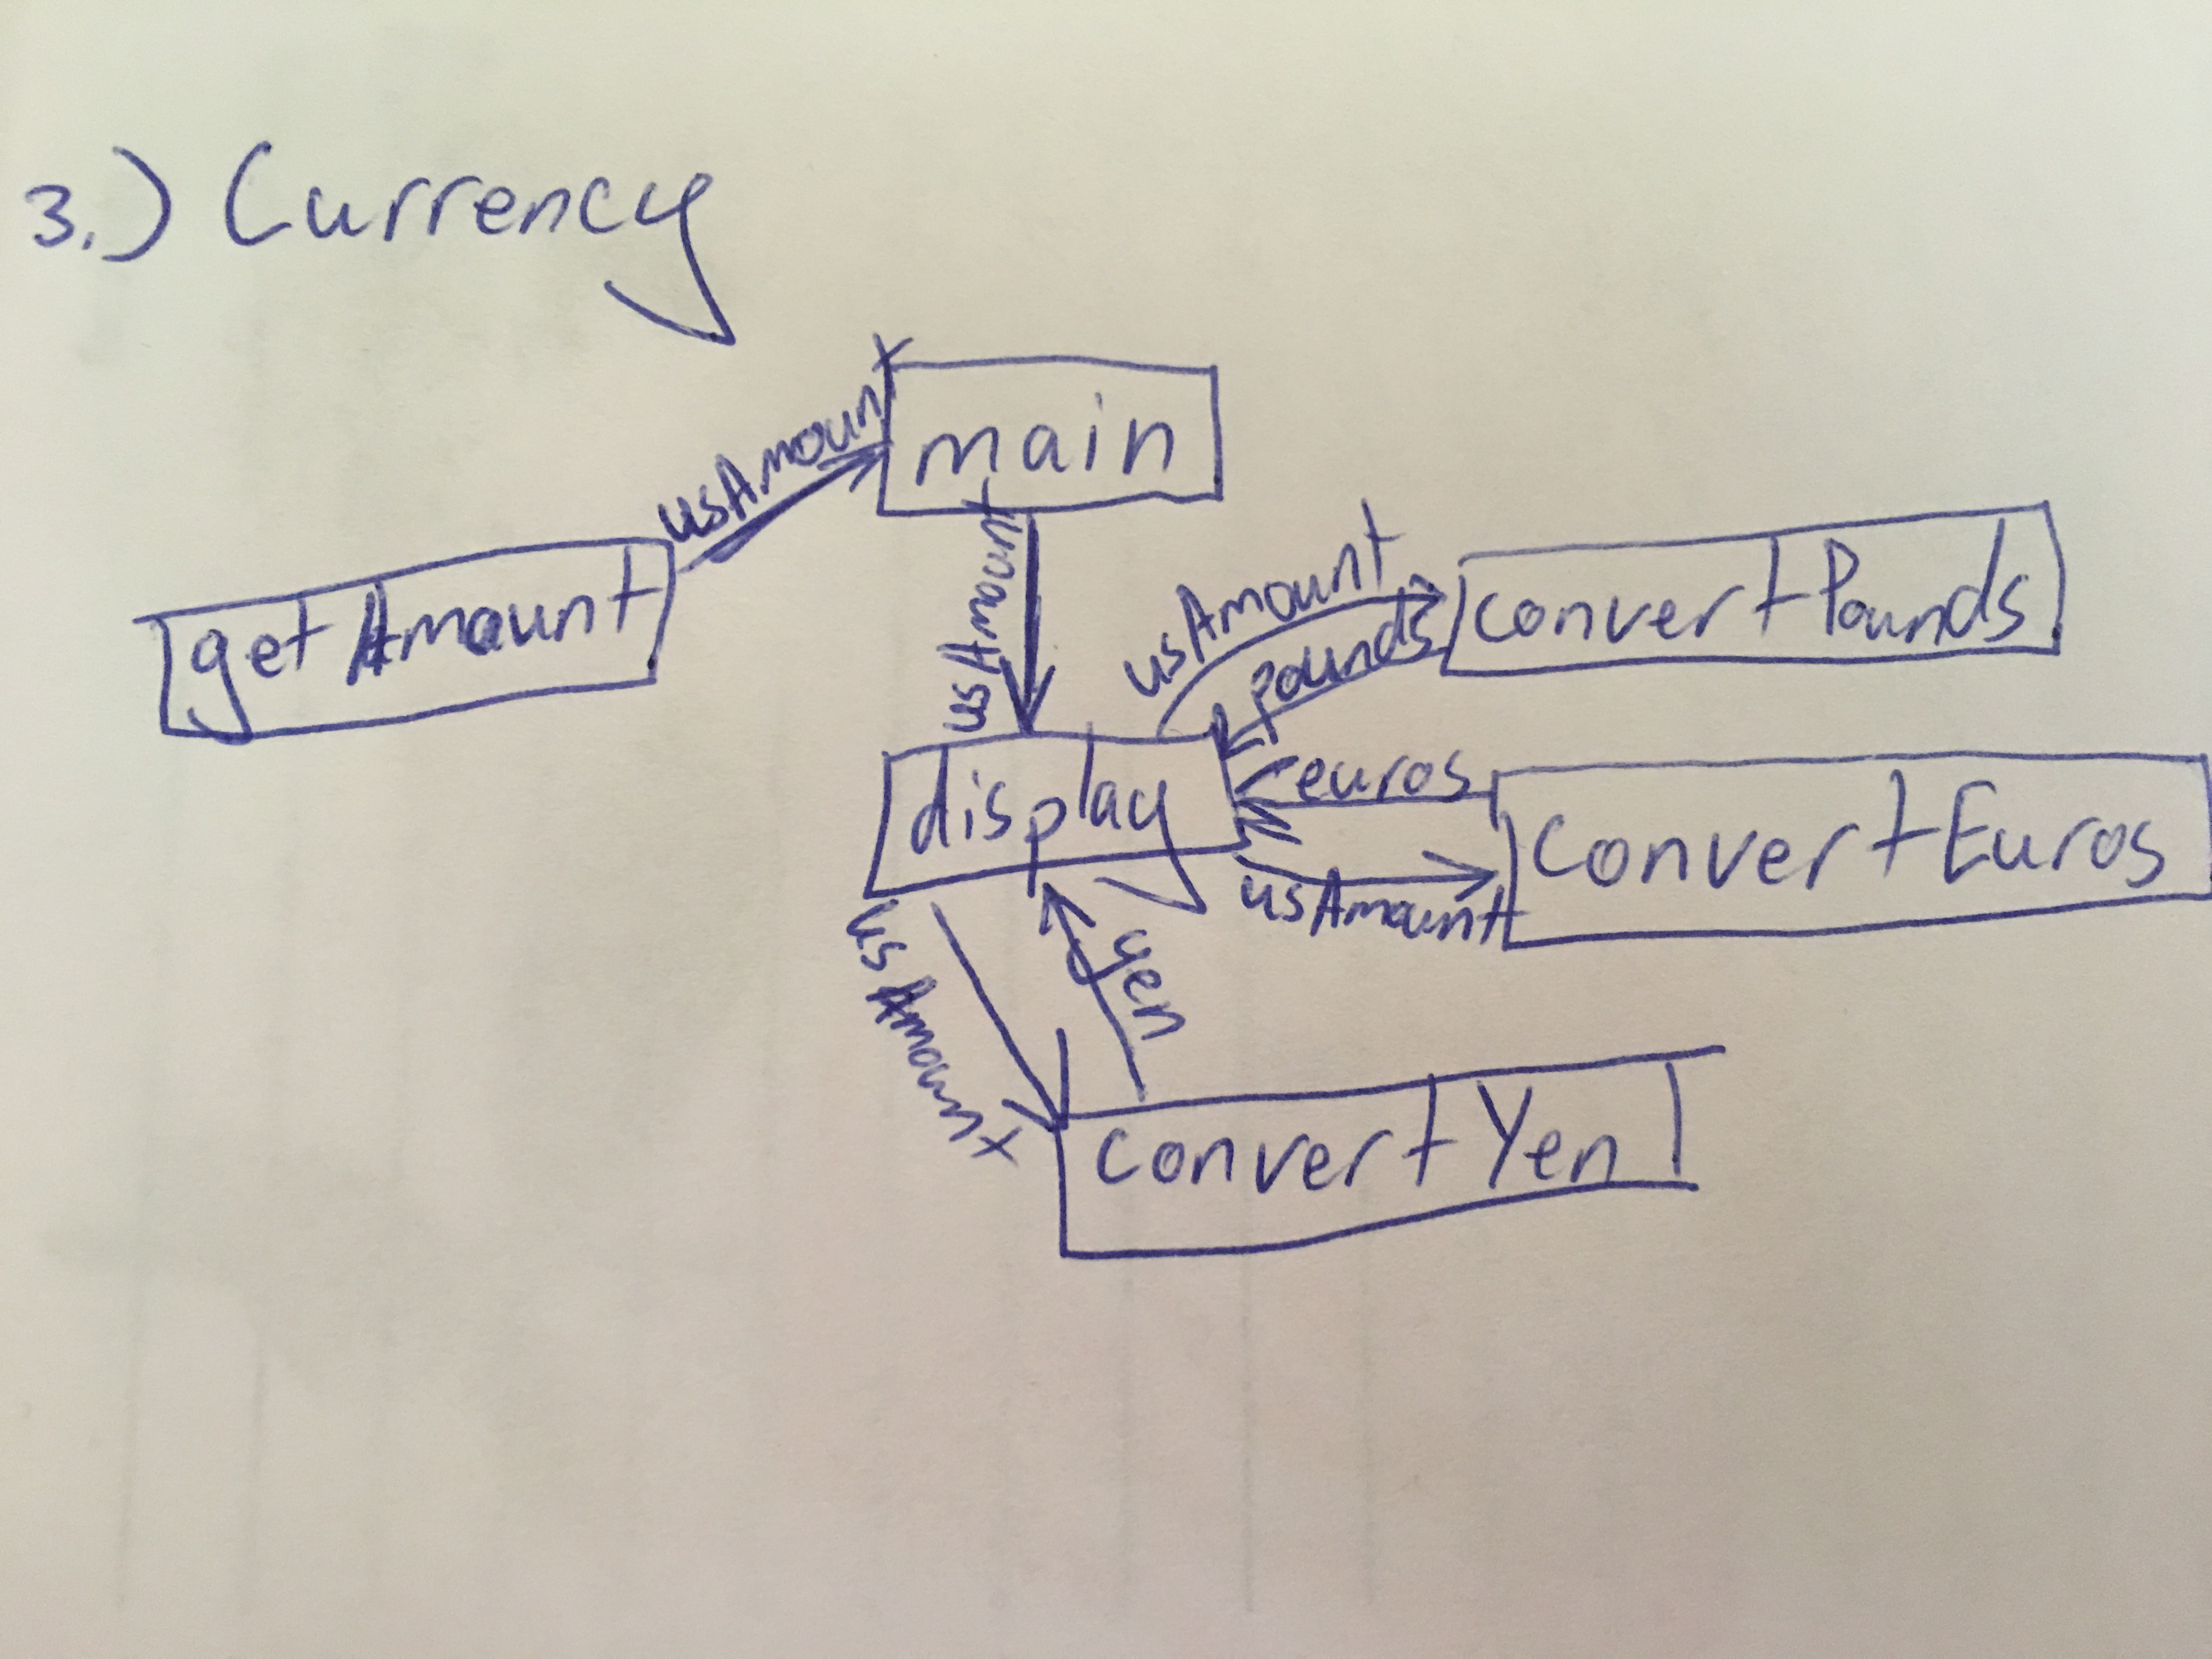 3.) Currency
main
usAmount
getAmount
usAmount
usAmount
pounds
convertPounds
display
euros
usAmount
convertEuros
usAmount
yen
convertYen